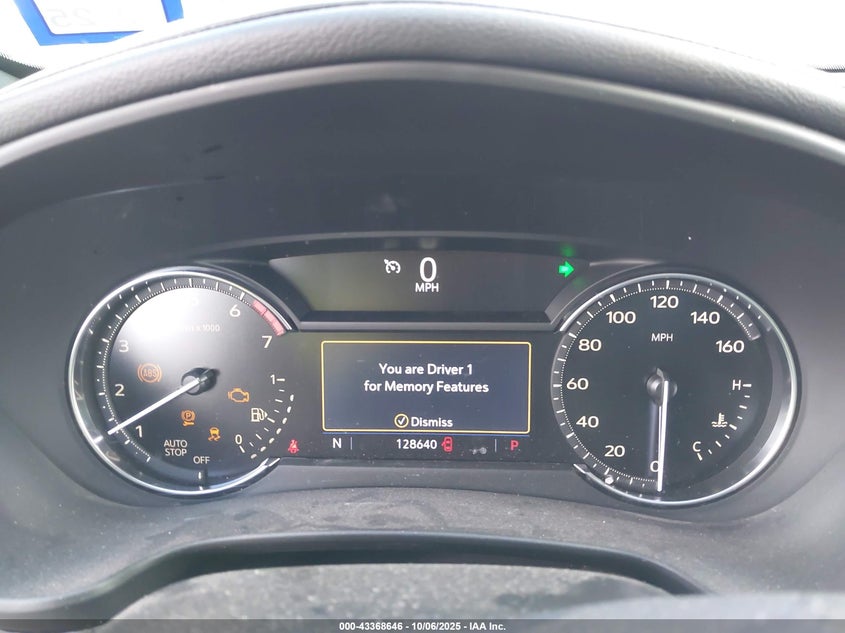 0
MPH
5
6
7
x 1000
3
2
1
ABS
P
AUTO
STOP
OFF
1
0
You are Driver 1
for Memory Features
Dismiss
N
128640
P
0
20
40
60
80
100
120
140
160
MPH
H
C
000-43368646 - 10/06/2025 - IAA Inc.